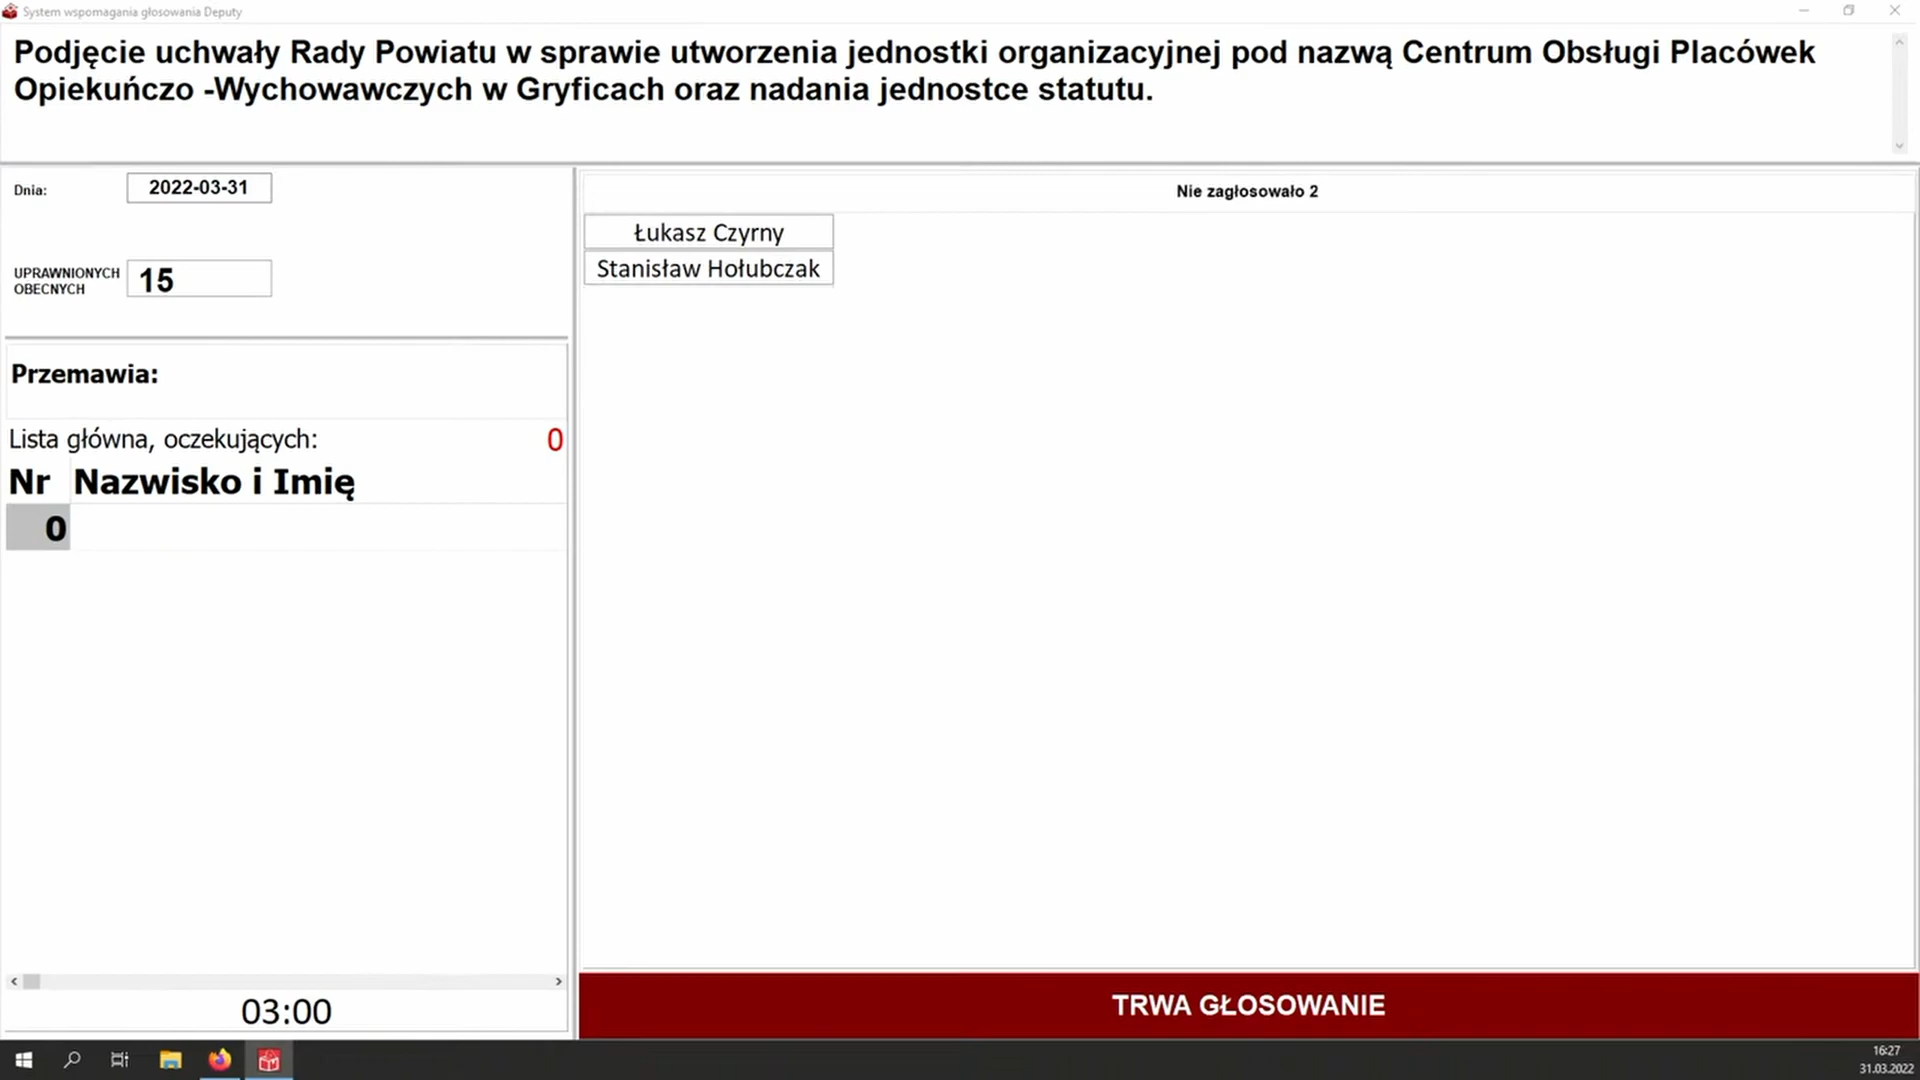 System wspomagania głosowania Deputy
Podjęcie uchwały Rady Powiatu w sprawie utworzenia jednostki organizacyjnej pod nazwą Centrum Obsługi Placówek
Opiekuńczo -Wychowawczych w Gryficach oraz nadania jednostce statutu.
Dnia:
2022-03-31
UPRAWNIONYCH
OBECNYCH
15
Przemawia:
Lista główna, oczekujących:
0
Nr Nazwisko i Imię
0
03:00
Nie zagłosowało 2
Łukasz Czyrny
Stanisław Hołubczak
TRWA GŁOSOWANIE
16:27
31.03.2022